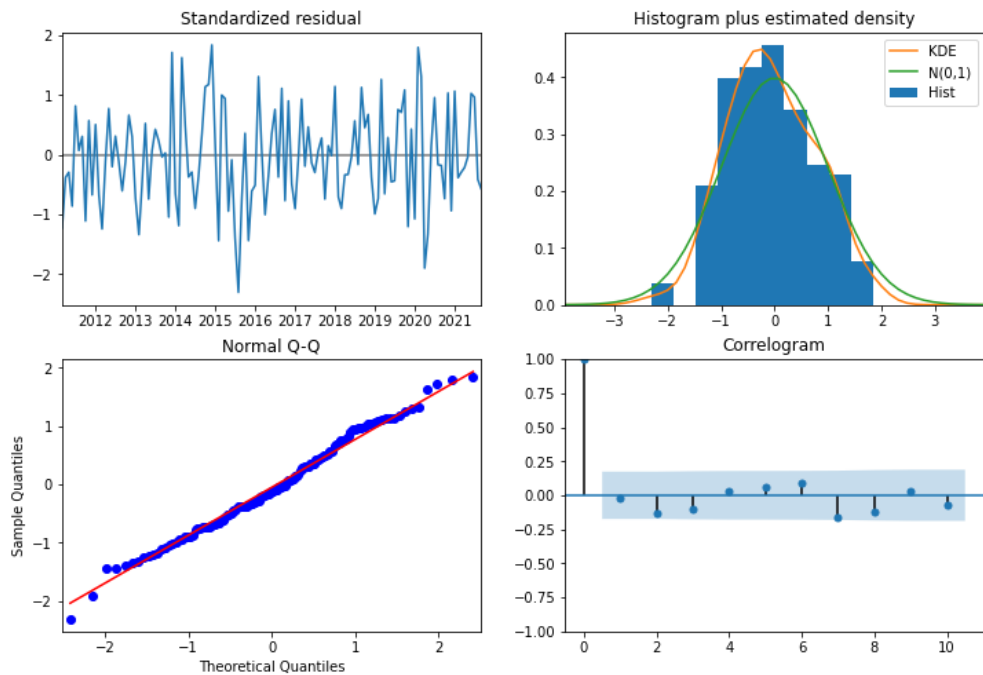 Standardized residual
2
1
0
−1
−2
2012 2013 2014 2015 2016 2017 2018 2019 2020 2021
Histogram plus estimated density
KDE
N(0,1)
Hist
0.4
0.3
0.2
0.1
0.0
−3 −2 −1 0 1 2 3
Normal Q-Q
Sample Quantiles
2
1
0
−1
−2
−2 −1 0 1 2
Theoretical Quantiles
Correlogram
1.00
0.75
0.50
0.25
0.00
−0.25
−0.50
−0.75
−1.00
0 2 4 6 8 10